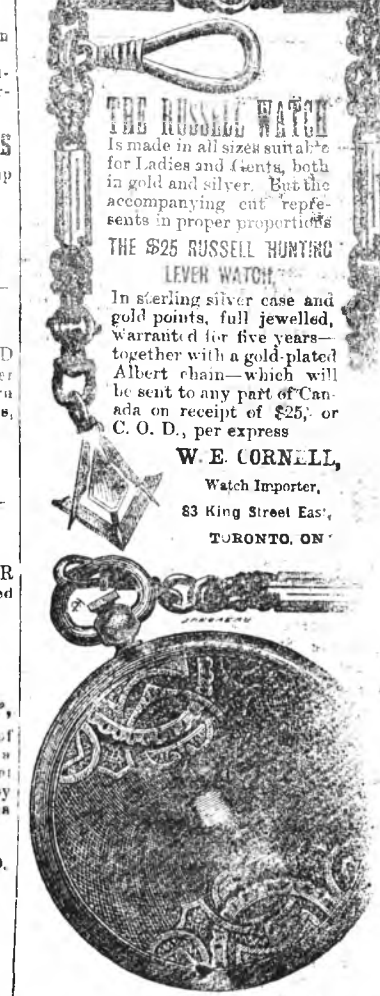 THE RUSSELL WATCH
Is made in all sizes suitable
for Ladies and Gents, both
in gold and silver. But the
accompanying cut repre-
sents in proper proportions
THE $25 RUSSELL HUNTING
LEVER WATCH,
In sterling silver case and
gold points, full jewelled,
warranted for five years—
together with a gold-plated
Albert chain—which will
be sent to any part of Can-
ada on receipt of $25, or
C. O. D., per express
W. E. CORNELL,
Watch Importer,
83 King Street East,
TORONTO, ON